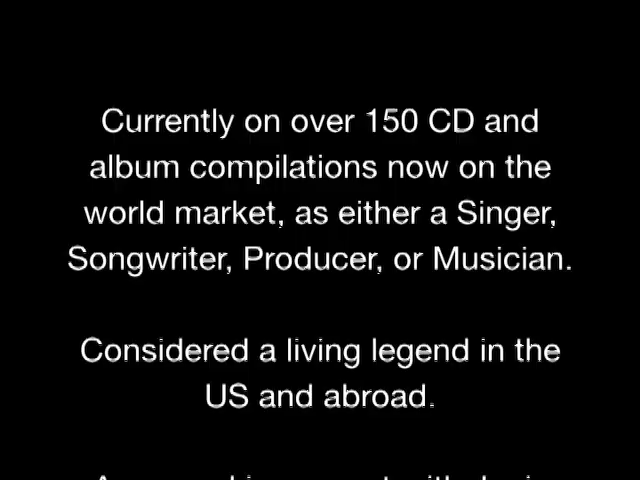 Currently on over 150 CD and
album compilations now on the
world market, as either a Singer,
Songwriter, Producer, or Musician.
Considered a living legend in the
US and abroad.